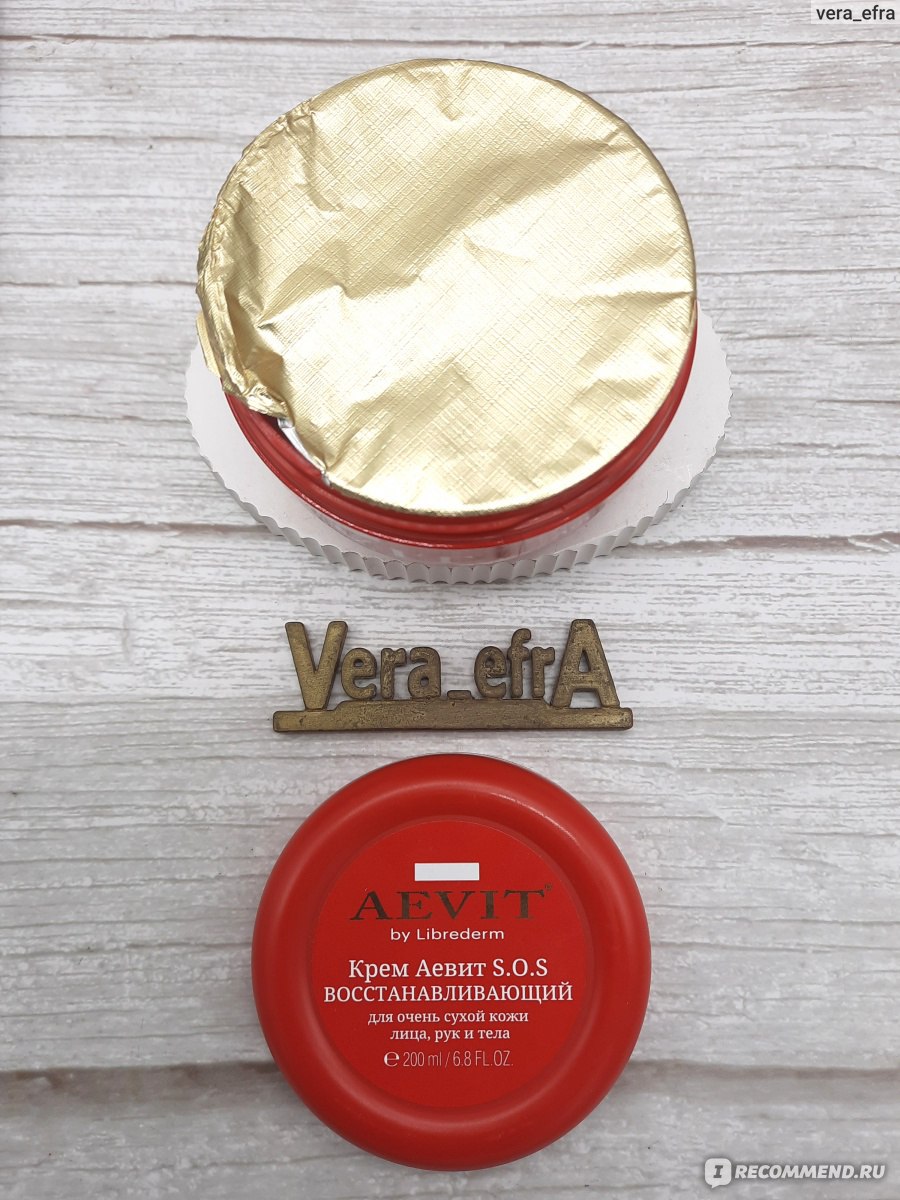 vera_efra
Vera_efrA
AEVIT®
by Librederm
Крем Аевит S.O.S
ВОССТАНАВЛИВАЮЩИЙ
для очень сухой кожи
лица, рук и тела
℮ 200 ml / 6.8 FL.OZ.
I RECOMMEND.RU